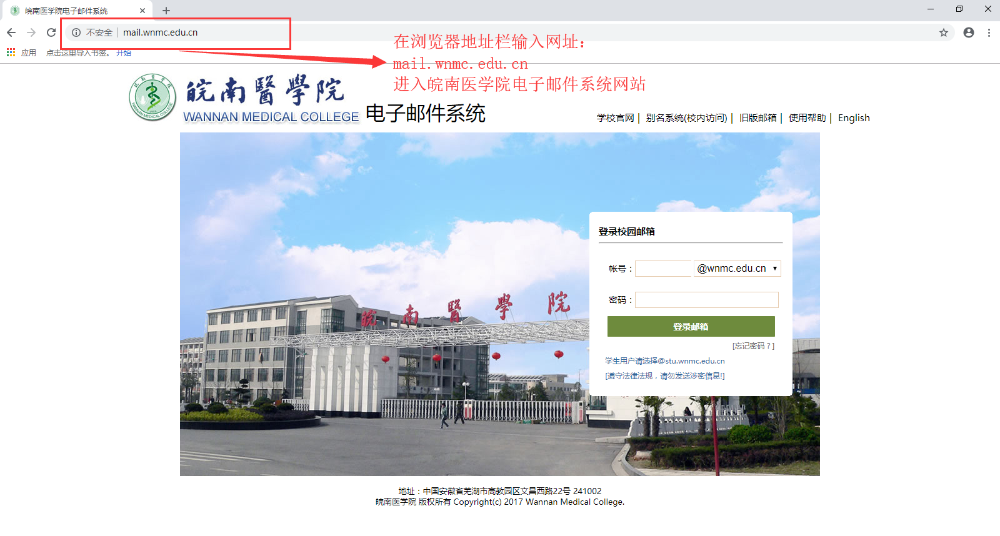 皖南医学院电子邮件系统
不安全 | mail.wnmc.edu.cn
应用 点击这里导入书签。 开始
在浏览器地址栏输入网址：
mail.wnmc.edu.cn
进入皖南医学院电子邮件系统网站
皖南醫學院
WANNAN MEDICAL COLLEGE
电子邮件系统
学校官网 | 别名系统(校内访问) | 旧版邮箱 | 使用帮助 | English
皖南醫學院
登录校园邮箱
帐号： @wnmc.edu.cn
密码：
登录邮箱
[忘记密码？]
学生用户请选择@stu.wnmc.edu.cn
[遵守法律法规，请勿发送涉密信息!]
地址：中国安徽省芜湖市高教园区文昌西路22号 241002
皖南医学院 版权所有 Copyright(c) 2017 Wannan Medical College.